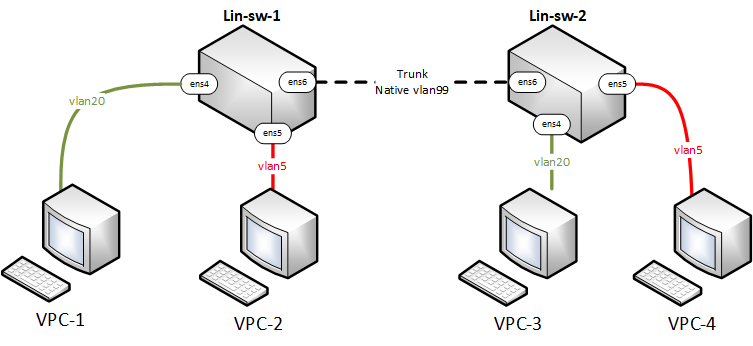 Lin-sw-1
Lin-sw-2
ens4
ens6
Trunk
Native vlan99
ens6
ens5
vlan20
ens5
ens4
vlan5
vlan20
vlan5
VPC-1
VPC-2
VPC-3
VPC-4